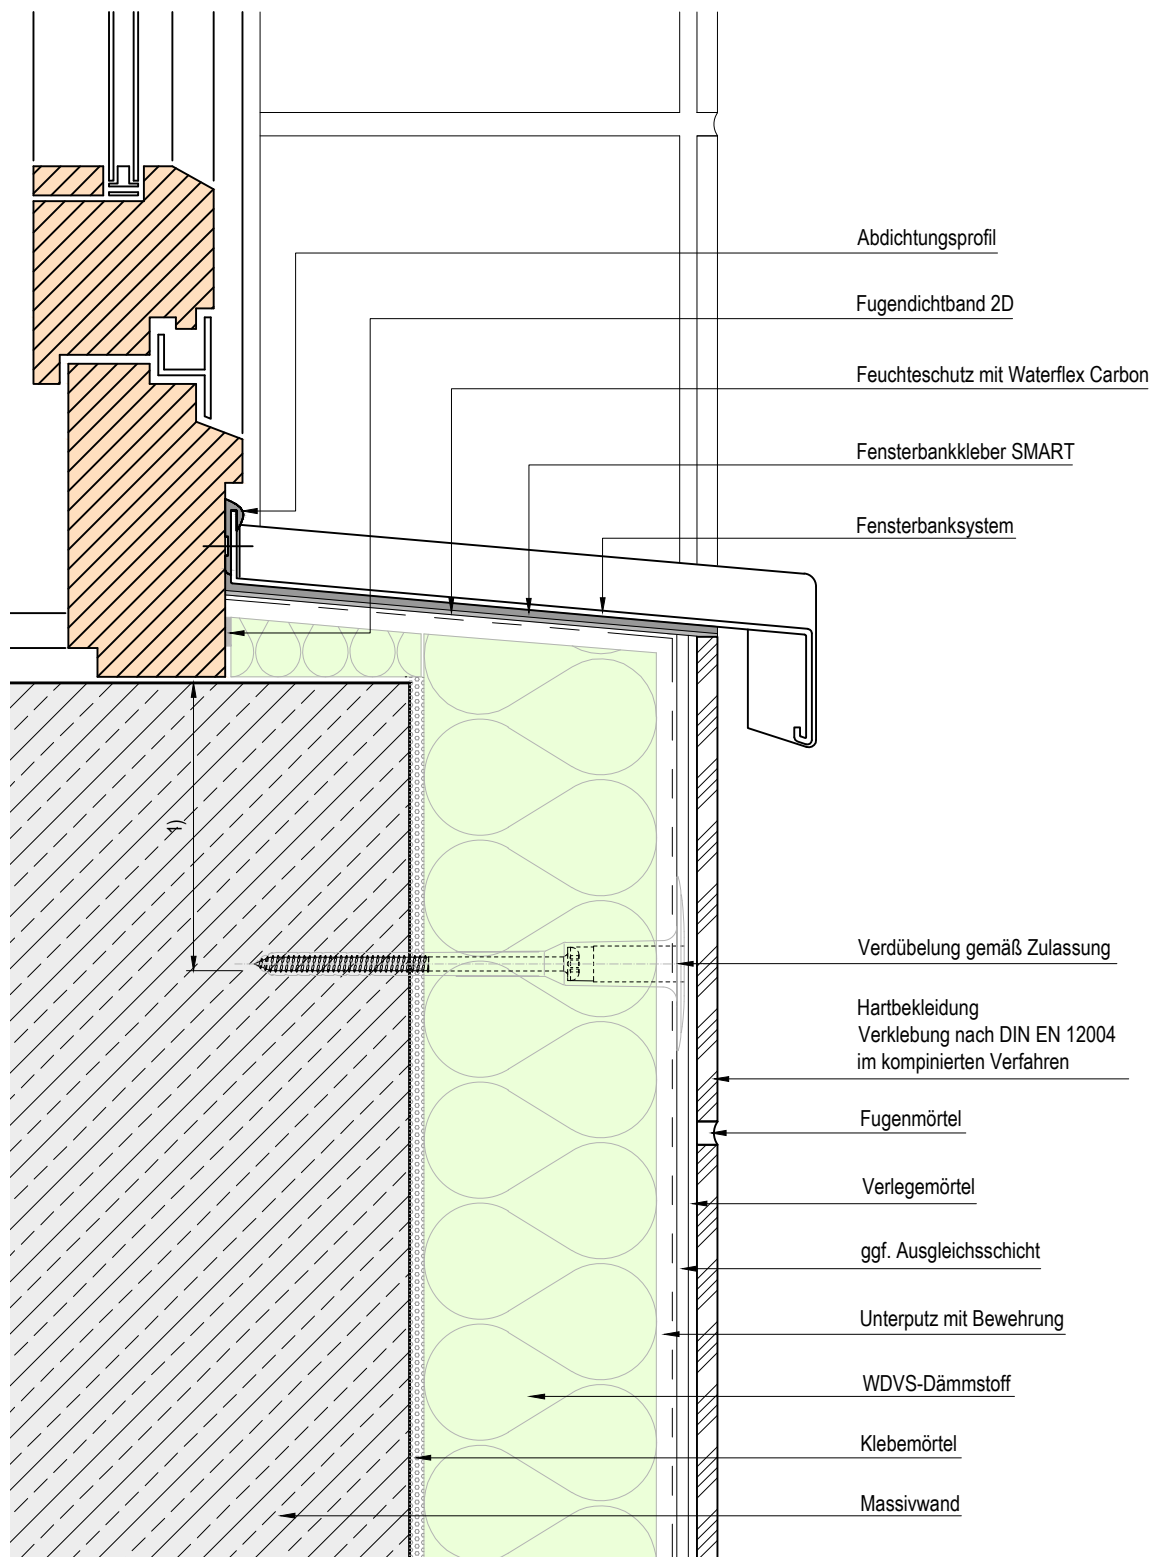 Abdichtungsprofil
Fugendichtband 2D
Feuchteschutz mit Waterflex Carbon
Fensterbankkleber SMART
Fensterbanksystem
1)
Verdübelung gemäß Zulassung
Hartbekleidung
Verklebung nach DIN EN 12004
im kompinierten Verfahren
Fugenmörtel
Verlegemörtel
ggf. Ausgleichsschicht
Unterputz mit Bewehrung
WDVS-Dämmstoff
Klebemörtel
Massivwand